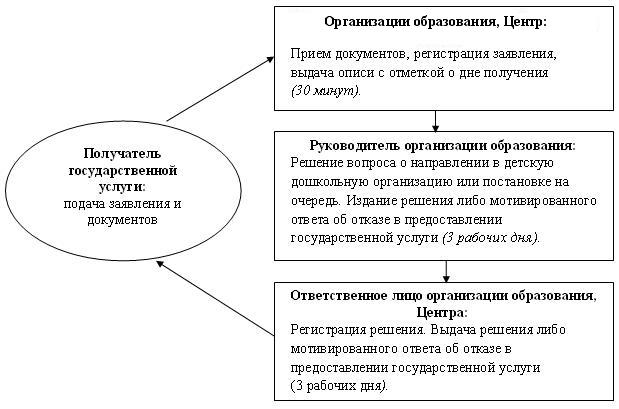 Организации образования, Центр:
Прием документов, регистрация заявления,
выдача описи с отметкой о дне получения
(30 минут).
Получатель
государственной
услуги:
подача заявления и
документов
Руководитель организации образования:
Решение вопроса о направлении в детскую
дошкольную организацию или постановке на
очередь. Издание решения либо мотивированного
ответа об отказе в предоставлении
государственной услуги (3 рабочих дня).
Ответственное лицо организации образования,
Центра:
Регистрация решения. Выдача решения либо
мотивированного ответа об отказе в
предоставлении государственной услуги
(3 рабочих дня).